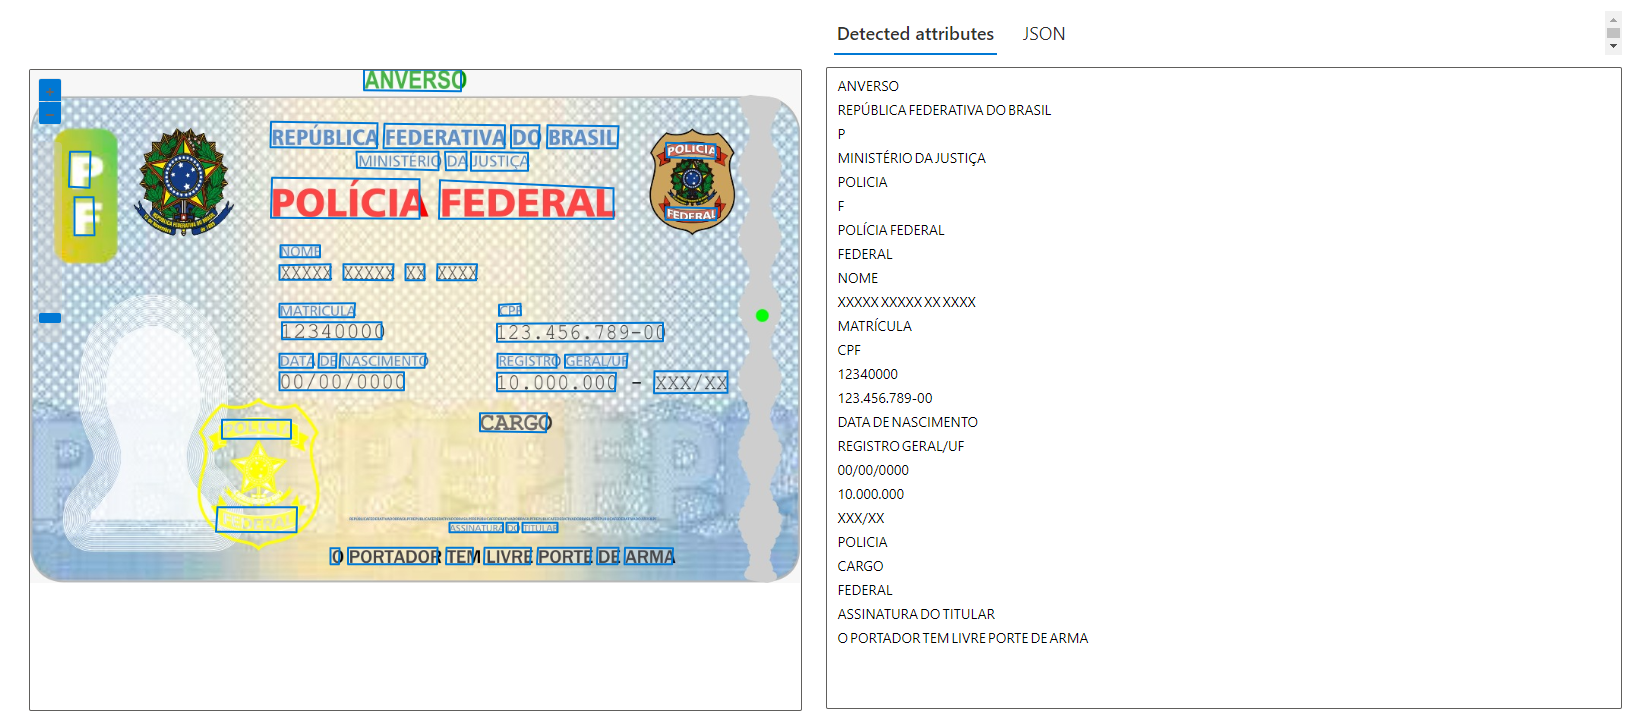 Detected attributes JSON
ANVERSO
P
F
REPÚBLICA FEDERATIVA DO BRASIL
MINISTÉRIO DA JUSTIÇA
POLÍCIA FEDERAL
POLICIA
FEDERAL
NOME
XXXXX XXXXX XX XXXX
MATRÍCULA CPF
12340000 123.456.789-00
DATA DE NASCIMENTO REGISTRO GERAL/UF
00/00/0000 10.000.000 - XXX/XX
CARGO
POLICIA
FEDERAL
ASSINATURA DO TITULAR
O PORTADOR TEM LIVRE PORTE DE ARMA
ANVERSO
REPÚBLICA FEDERATIVA DO BRASIL
P
MINISTÉRIO DA JUSTIÇA
POLICIA
F
POLÍCIA FEDERAL
FEDERAL
NOME
XXXXX XXXXX XX XXXX
MATRÍCULA
CPF
12340000
123.456.789-00
DATA DE NASCIMENTO
REGISTRO GERAL/UF
00/00/0000
10.000.000
XXX/XX
POLICIA
CARGO
FEDERAL
ASSINATURA DO TITULAR
O PORTADOR TEM LIVRE PORTE DE ARMA